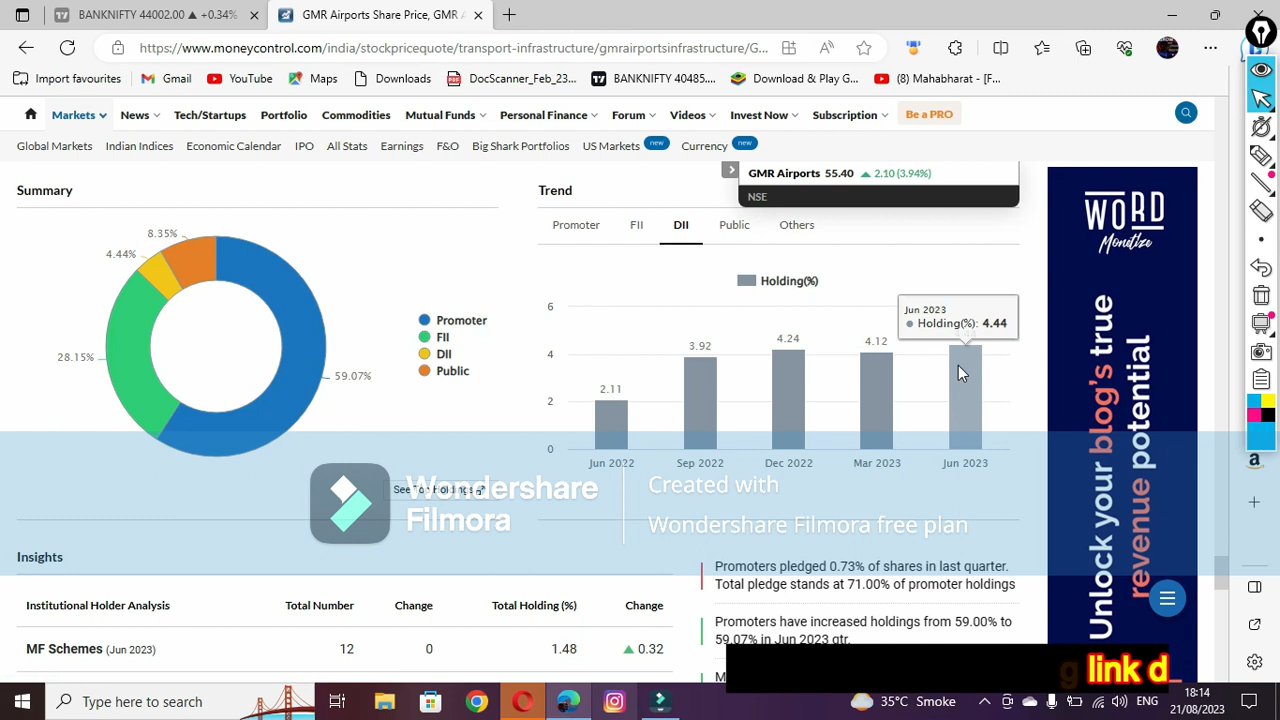 BANKNIFTY 44002.00 ▲ +0.34%
GMR Airports Share Price, GMR A
https://www.moneycontrol.com/india/stockpricequote/transport-infrastructure/gmrairportsinfrastructure/G...
Import favourites
Gmail
YouTube
Maps
Downloads
DocScanner_Feb_23...
BANKNIFTY 40485....
Download & Play G...
(8) Mahabharat - [F...
Markets
News
Tech/Startups
Portfolio
Commodities
Mutual Funds
Personal Finance
Forum
Videos
Invest Now
Subscription
Be a PRO
Global Markets
Indian Indices
Economic Calendar
IPO
All Stats
Earnings
F&O
Big Shark Portfolios
US Markets
new
Currency
new
GMR Airports 55.40 ▲ 2.10 (3.94%)
NSE
Summary
8.35%
4.44%
28.15%
59.07%
Promoter
FII
DII
Public
Trend
Promoter
FII
DII
Public
Others
Holding(%)
6
4
2
0
2.11
3.92
4.24
4.12
Jun 2023
Holding(%): 4.44
Jun 2022
Sep 2022
Dec 2022
Mar 2023
Jun 2023
Wondershare
Filmora
Created with
Wondershare Filmora free plan
Insights
Institutional Holder Analysis
Total Number
Change
Total Holding (%)
Change
MF Schemes (Jun 2023)
12
0
1.48
▲ 0.32
Promoters pledged 0.73% of shares in last quarter.
Total pledge stands at 71.00% of promoter holdings
Promoters have increased holdings from 59.00% to
59.07% in Jun 2023 qtr.
WORD
Monetize
Unlock your blog's true
revenue potential
g link d_
Type here to search
35°C Smoke
ENG
18:14
21/08/2023